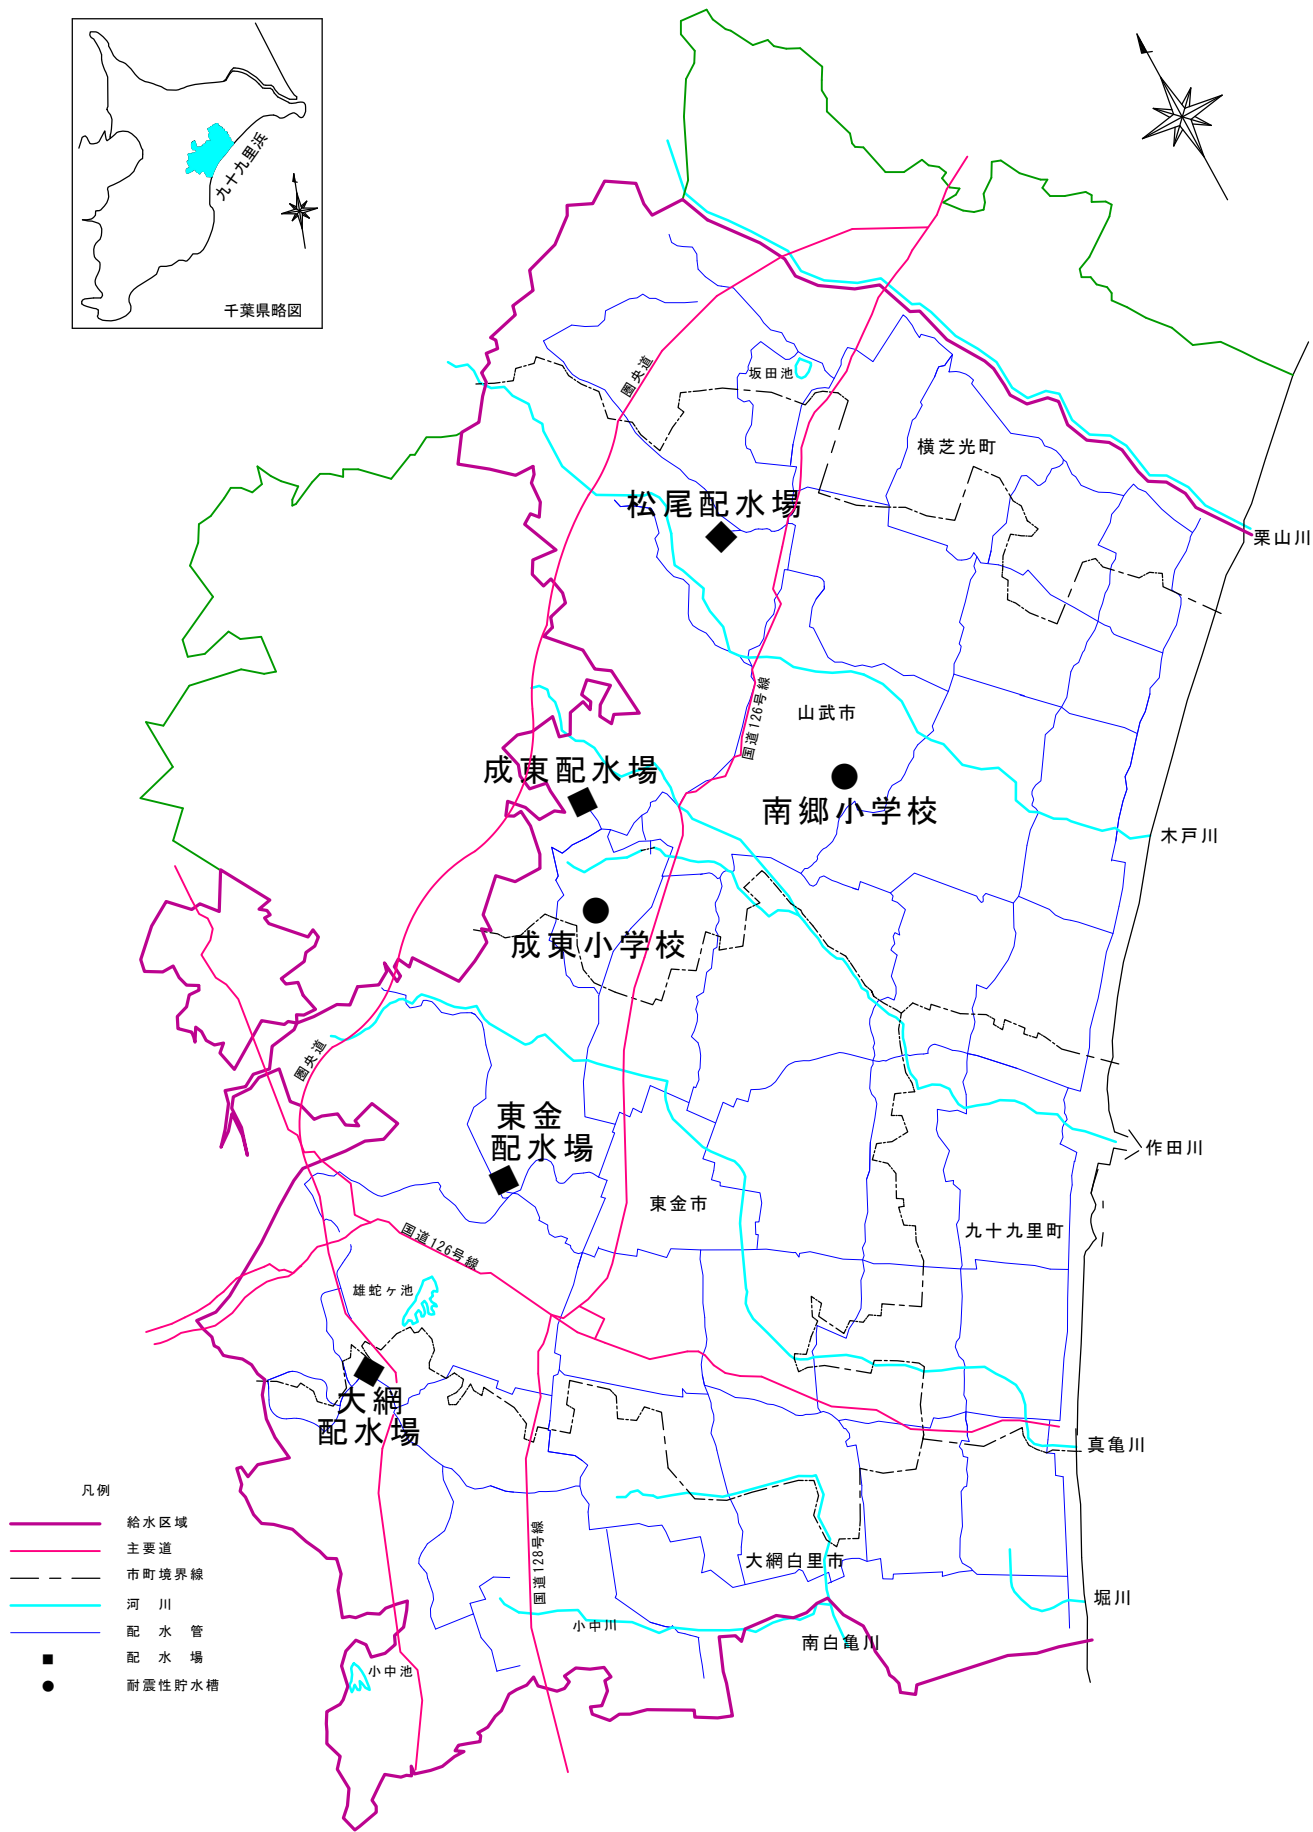 九十九里浜
千葉県略図
圏央道
坂田池
横芝光町
松尾配水場
栗山川
国道126号線
山武市
成東配水場
南郷小学校
木戸川
成東小学校
圏央道
東金
配水場
作田川
東金市
九十九里町
国道126号線
雄蛇ヶ池
大網
配水場
真亀川
国道128号線
大網白里市
堀川
小中川
南白亀川
小中池
凡例
給水区域
主要道
市町境界線
河 川
配 水 管
配 水 場
耐震性貯水槽